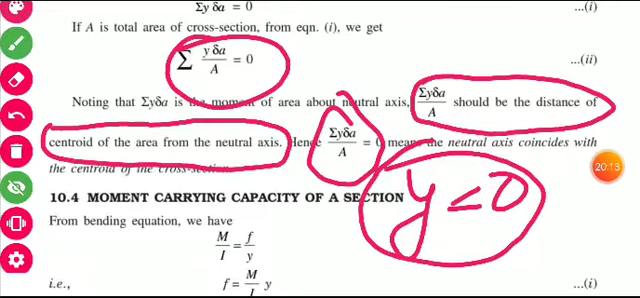 Σy δa = 0 ...(i)
If A is total area of cross-section, from eqn. (i), we get
Σ y δa / A = 0 ...(ii)
Noting that Σyδa is the moment of area about neutral axis, Σyδa / A should be the distance of
centroid of the area from the neutral axis. Hence Σyδa / A = 0 means the neutral axis coincides with
the centroid of the cross-section.
20:13
y = 0
10.4 MOMENT CARRYING CAPACITY OF A SECTION
From bending equation, we have
M / I = f / y
i.e., f = M / I y ...(i)